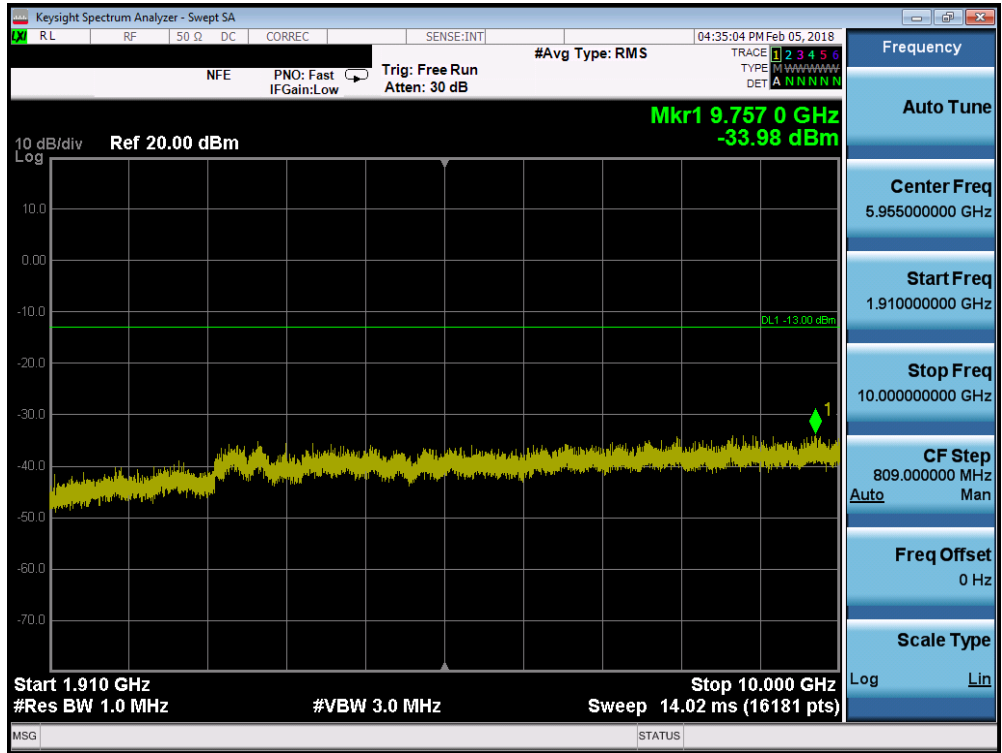 Keysight Spectrum Analyzer - Swept SA
LXI RL RF 50 Ω DC CORREC SENSE:INT 04:35:04 PM Feb 05, 2018
NFE PNO: Fast Trig: Free Run #Avg Type: RMS TRACE 1 2 3 4 5 6
IFGain:Low Atten: 30 dB TYPE M WWWWW
DET A N N N N N
Mkr1 9.757 0 GHz
-33.98 dBm
10 dB/div Ref 20.00 dBm
Log
10.0
0.00
-10.0
DL1 -13.00 dBm
-20.0
-30.0
1
-40.0
-50.0
-60.0
-70.0
Start 1.910 GHz Stop 10.000 GHz
#Res BW 1.0 MHz #VBW 3.0 MHz Sweep 14.02 ms (16181 pts)
MSG STATUS
Frequency
Auto Tune
Center Freq
5.955000000 GHz
Start Freq
1.910000000 GHz
Stop Freq
10.000000000 GHz
CF Step
809.000000 MHz
Auto Man
Freq Offset
0 Hz
Scale Type
Log Lin